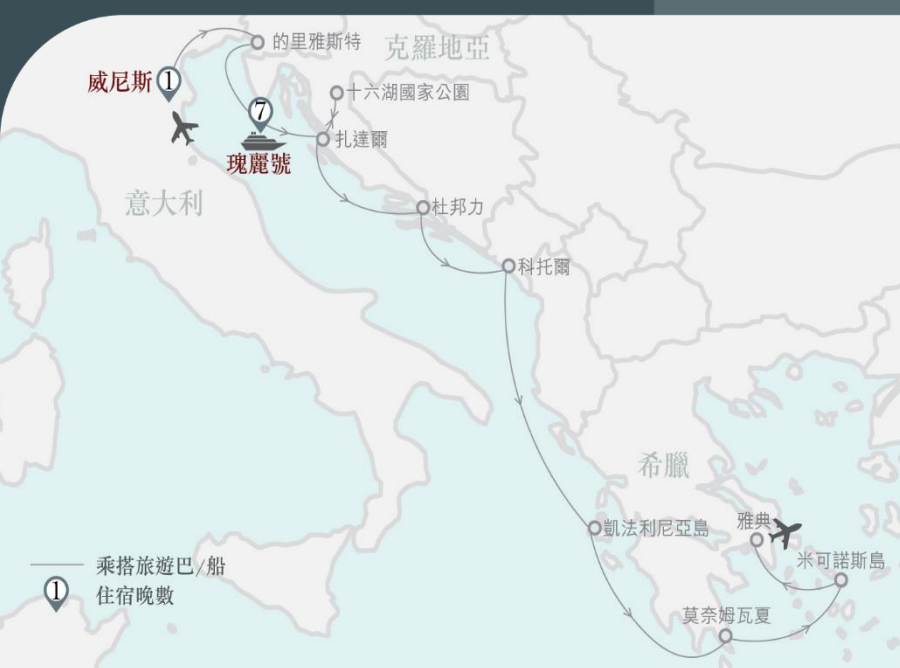 的里雅斯特
克羅地亞
威尼斯
1
十六湖國家公園
7
扎達爾
瑰麗號
意大利
杜邦力
科托爾
希臘
凱法利尼亞島
雅典
米可諾斯島
乘搭旅遊巴/船
1
住宿晚數
莫奈姆瓦夏